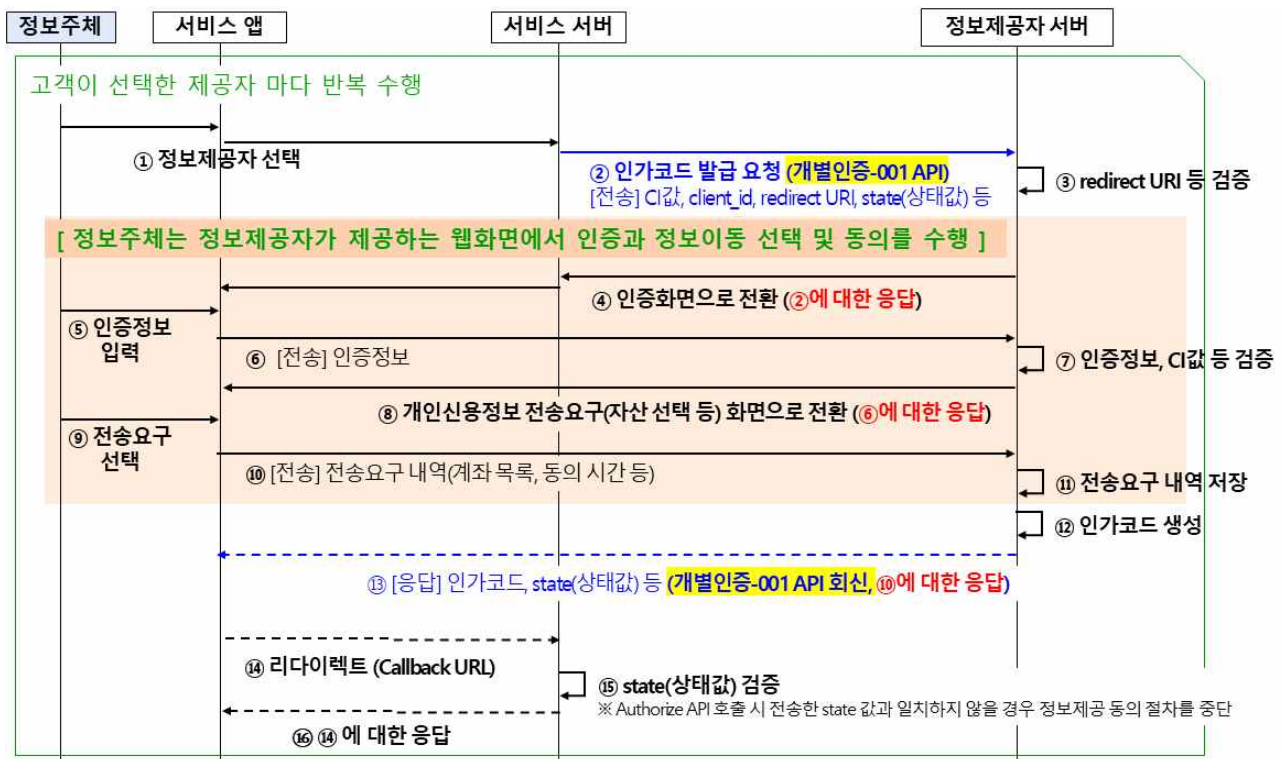 정보주체
서비스 앱
서비스 서버
정보제공자 서버
고객이 선택한 제공자 마다 반복 수행
① 정보제공자 선택
② 인가코드 발급 요청 (개별인증-001 API)
[전송] CI값, client_id, redirect URI, state(상태값) 등
③ redirect URI 등 검증
[ 정보주체는 정보제공자가 제공하는 웹화면에서 인증과 정보이동 선택 및 동의를 수행 ]
④ 인증화면으로 전환 (②에 대한 응답)
⑤ 인증정보
입력
⑥ [전송] 인증정보
⑦ 인증정보, CI값 등 검증
⑧ 개인신용정보 전송요구(자산 선택 등) 화면으로 전환 (⑥에 대한 응답)
⑨ 전송요구
선택
⑩ [전송] 전송요구 내역(계좌 목록, 동의 시간 등)
⑪ 전송요구 내역 저장
⑫ 인가코드 생성
⑬ [응답] 인가코드, state(상태값) 등 (개별인증-001 API 회신, ⑩에 대한 응답)
⑭ 리다이렉트 (Callback URL)
⑮ state(상태값) 검증
※ Authorize API 호출 시 전송한 state 값과 일치하지 않을 경우 정보제공 동의 절차를 중단
⑯ ⑭ 에 대한 응답